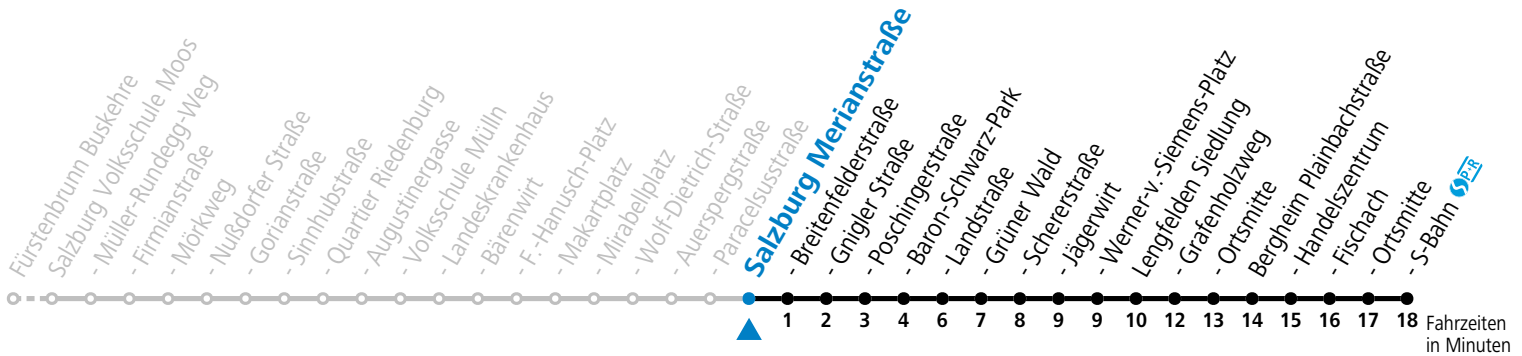 Fürstenbrunn Buskehre
Salzburg Volksschule Moos
- Müller-Rundegg-Weg
- Firmianstraße
- Mörkweg
- Nußdorfer Straße
- Gorianstraße
- Sinnhubstraße
- Quartier Riedenburg
- Augustinergasse
- Volksschule Mülln
- Landeskrankenhaus
- Bärenwirt
- F.-Hanusch-Platz
- Makartplatz
- Mirabellplatz
- Wolf-Dietrich-Straße
- Auerspergstraße
- Paracelsusstraße
Salzburg Merianstraße
- Breitenfelderstraße
- Gnigler Straße
- Poschingerstraße
- Baron-Schwarz-Park
- Landstraße
- Grüner Wald
- Schererstraße
- Jägerwirt
- Werner-v.-Siemens-Platz
Lengfelden Siedlung
- Grafenholzweg
- Ortsmitte
Bergheim Plainbachstraße
- Handelszentrum
- Fischach
- Ortsmitte
- S-Bahn S P+R
1 2 3 4 6 7 8 9 9 10 12 13 14 15 16 17 18 Fahrzeiten
in Minuten